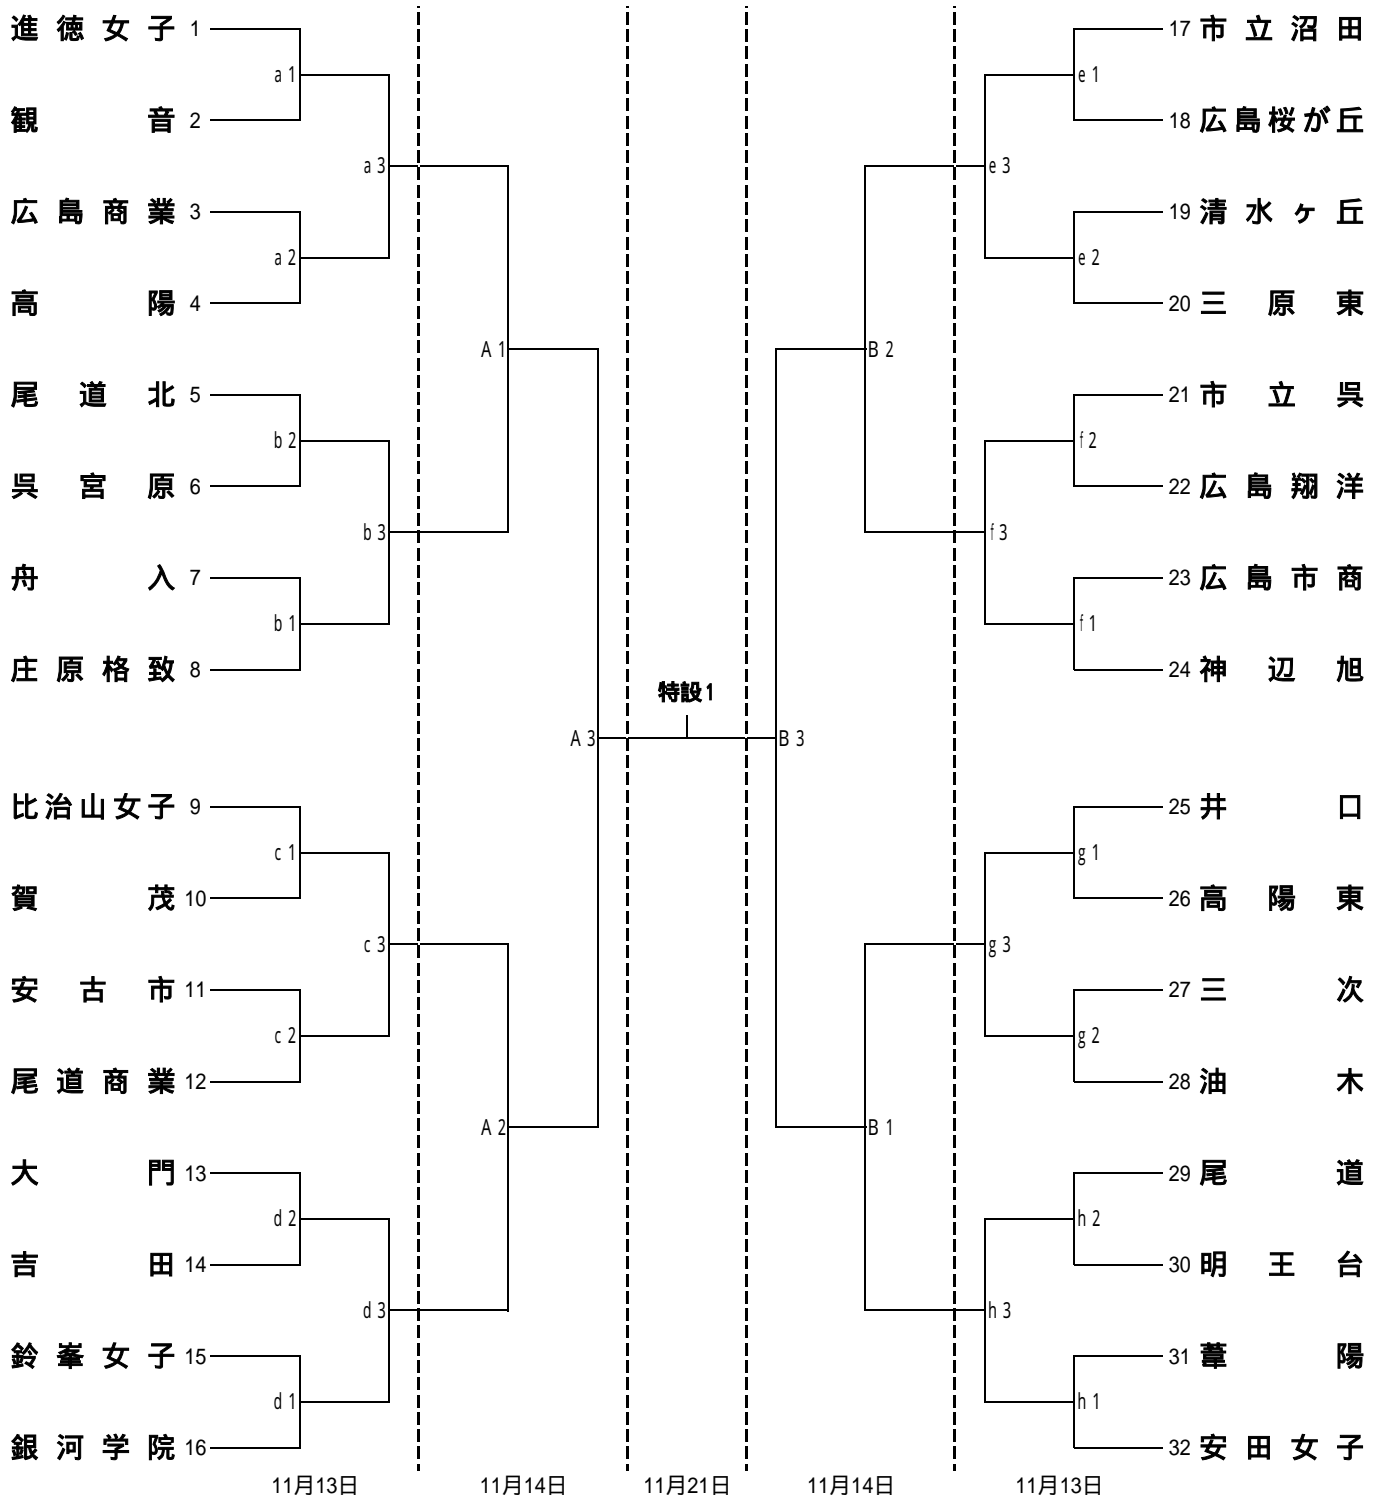 進徳女子 1
a1
観音 2
a3
広島商業 3
a2
高陽 4
A1
尾道北 5
b2
呉宮原 6
b3
舟入 7
b1
庄原格致 8
A3
比治山女子 9
c1
賀茂 10
c3
安古市 11
c2
尾道商業 12
A2
大門 13
d2
吉田 14
d3
鈴峯女子 15
d1
銀河学院 16
特設1
17 市立沼田
e1
18 広島桜が丘
e3
19 清水ヶ丘
e2
20 三原東
B2
21 市立呉
f2
22 広島翔洋
f3
23 広島市商
f1
24 神辺旭
B3
25 井口
g1
26 高陽東
g3
27 三次
g2
28 油木
B1
29 尾道
h2
30 明王台
h3
31 葦陽
h1
32 安田女子
11月13日 11月14日 11月21日 11月14日 11月13日